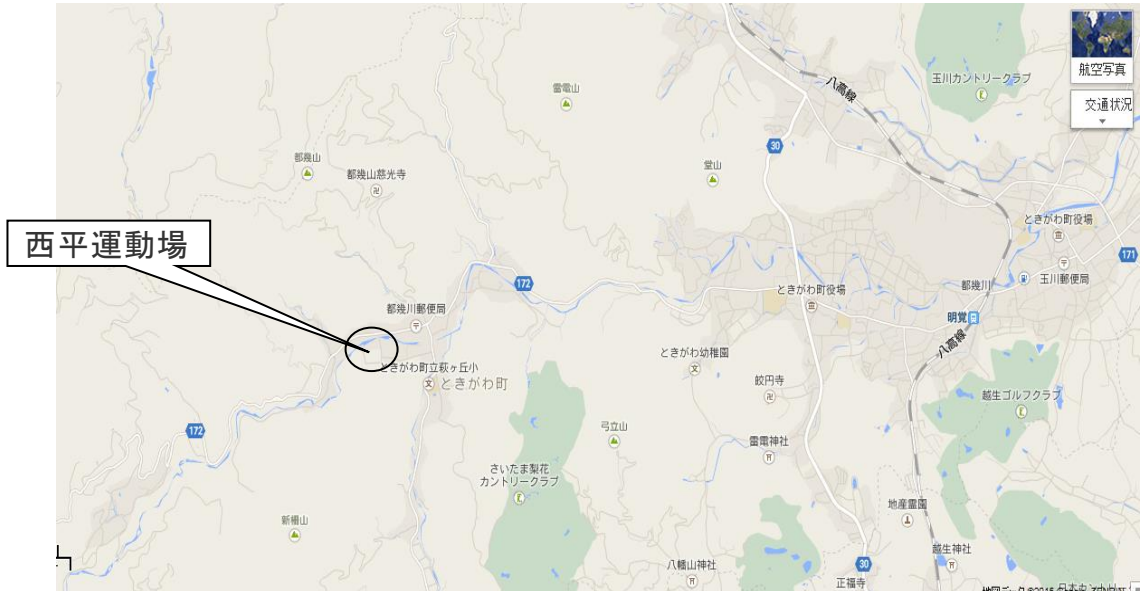 航空写真
交通状況
玉川カントリークラブ
八高線
雷電山
30
堂山
都幾山
都幾山慈光寺
ときがわ町役場
171
西平運動場
172
玉川郵便局
都幾川
ときがわ町役場
都幾川郵便局
明覚
八高線
ときがわ幼稚園
ときがわ町立萩ヶ丘小
ときがわ町
皎円寺
越生ゴルフクラブ
172
弓立山
雷電神社
さいたま梨花
カントリークラブ
地産霊園
新柵山
越生神社
八幡山神社
30
正福寺